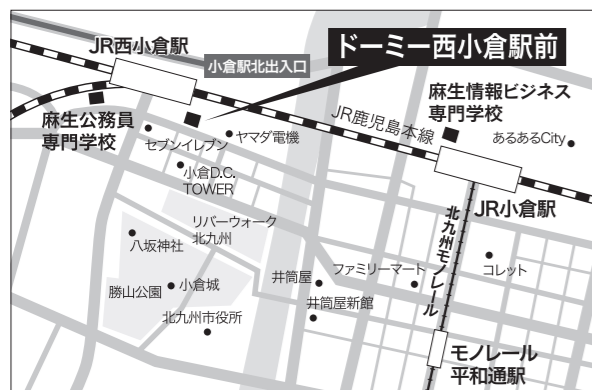 JR西小倉駅
小倉駅北出入口
ドーミー西小倉駅前
麻生公務員
専門学校
セブンイレブン
ヤマダ電機
JR鹿児島本線
麻生情報ビジネス
専門学校
あるあるCity
小倉D.C.
TOWER
JR小倉駅
リバーウォーク
北九州
北九州モノレール
八坂神社
勝山公園
小倉城
北九州市役所
井筒屋
井筒屋新館
ファミリーマート
コレット
モノレール
平和通駅